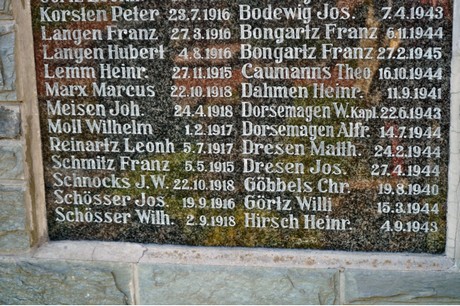 Korsten Peter 23.7.1916 Bodewig Jos. 7.4.1943
Langen Franz 27.3.1916 Bongartz Franz 6.11.1944
Langen Hubert 4.8.1916 Bongartz Franz 27.2.1945
Lemm Heinr. 27.11.1915 Caumanns Theo 16.10.1944
Marx Marcus 22.10.1918 Dahmen Heinr. 11.9.1941
Meisen Joh. 24.4.1918 Dorsemagen W. Kapl. 22.6.1943
Moll Wilhelm 1.2.1917 Dorsemagen Alfr. 14.7.1944
Reinartz Leonh 5.7.1917 Dresen Math. 24.2.1944
Schmitz Franz 5.5.1915 Dresen Jos. 27.4.1944
Schnocks J.W. 22.10.1918 Göbbels Chr. 19.8.1940
Schösser Jos. 19.9.1916 Görtz Willi 15.3.1944
Schösser Wilh. 2.9.1918 Hirsch Heinr. 4.9.1943